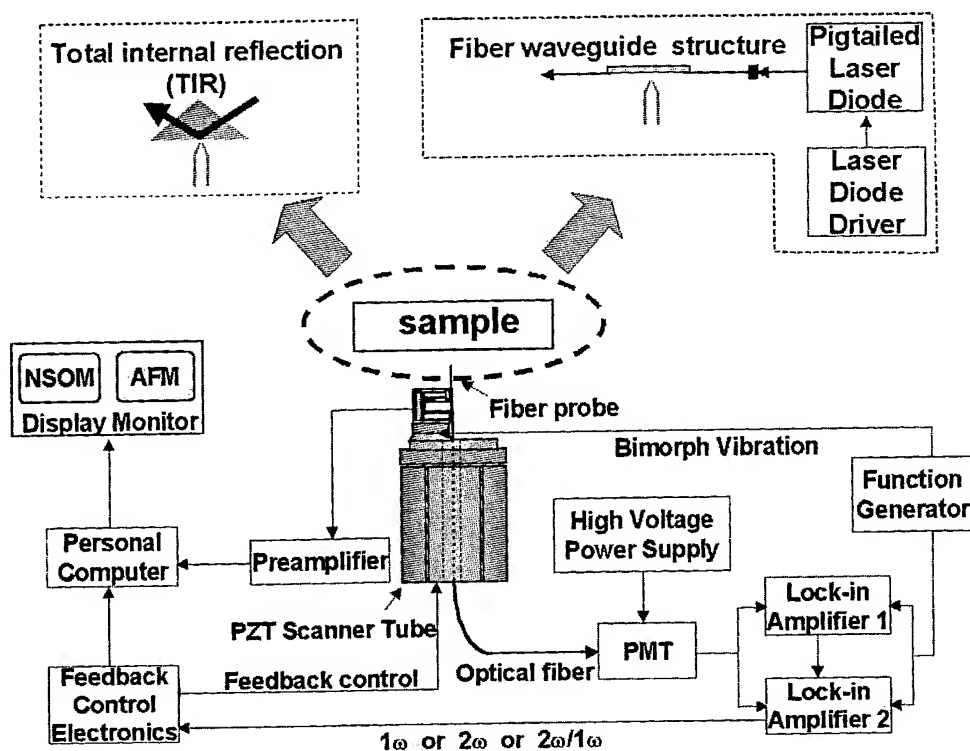 Total internal reflection
(TIR)
Fiber waveguide structure
Pigtailed
Laser
Diode
Laser
Diode
Driver
sample
NSOM
AFM
Display Monitor
Fiber probe
Bimorph Vibration
Function
Generator
High Voltage
Power Supply
Personal
Computer
Preamplifier
Lock-in
Amplifier 1
PZT Scanner Tube
PMT
Optical fiber
Feedback
Control
Electronics
Feedback control
Lock-in
Amplifier 2
1ω or 2ω or 2ω/1ω